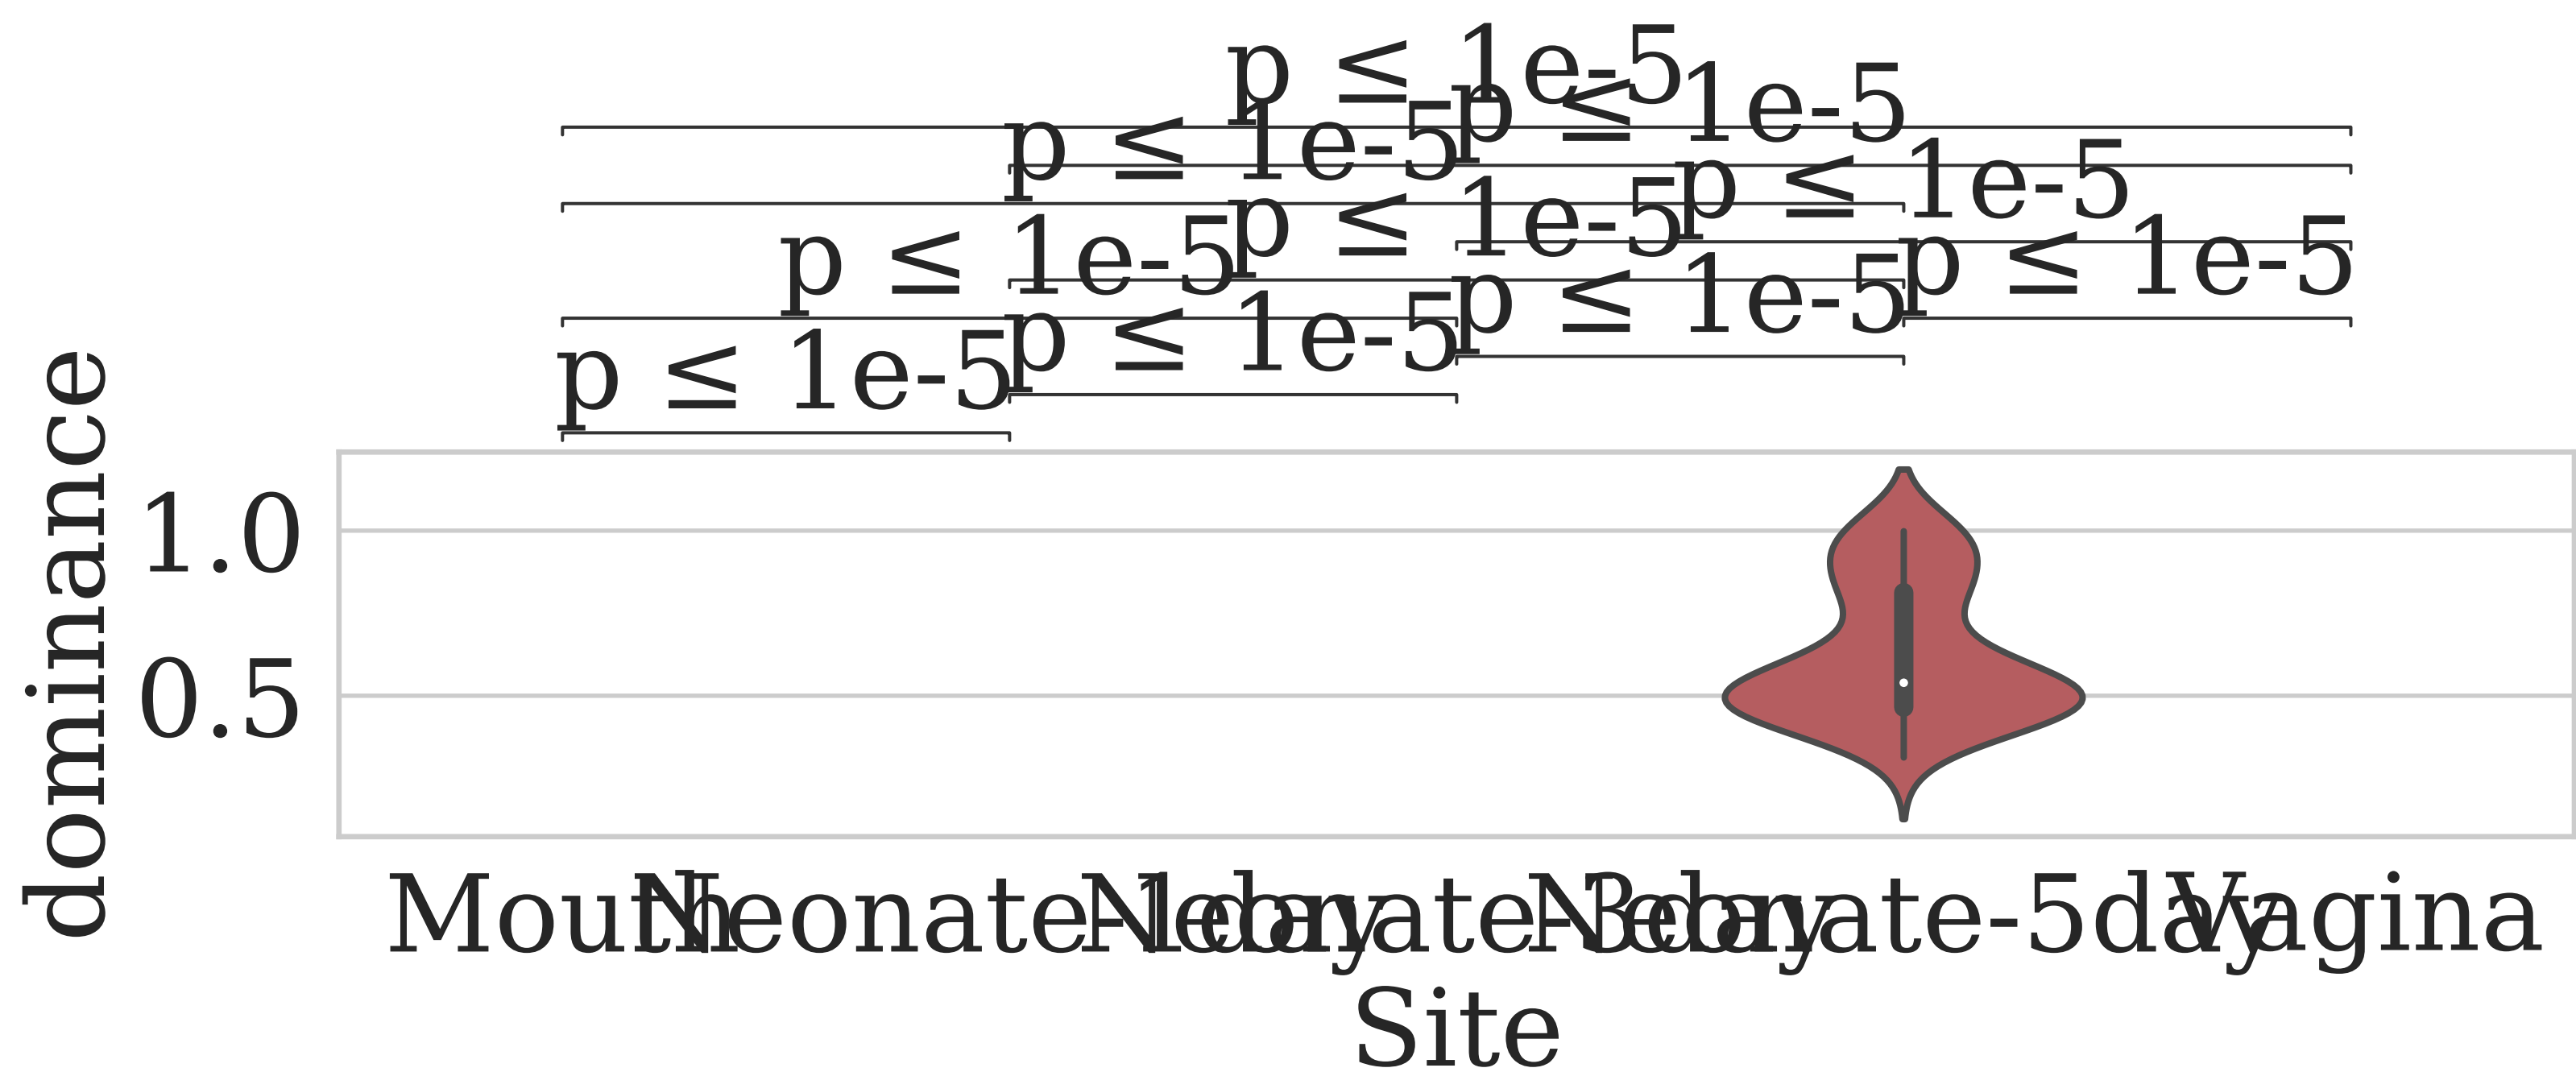 p ≤ 1e-5
p ≤ 1e-5
p ≤ 1e-5
p ≤ 1e-5
p ≤ 1e-5
p ≤ 1e-5
p ≤ 1e-5
p ≤ 1e-5
p ≤ 1e-5
p ≤ 1e-5
dominance
1.0
0.5
Mouth
Neonate-1day
Neonate-3day
Neonate-5day
Vagina
Site